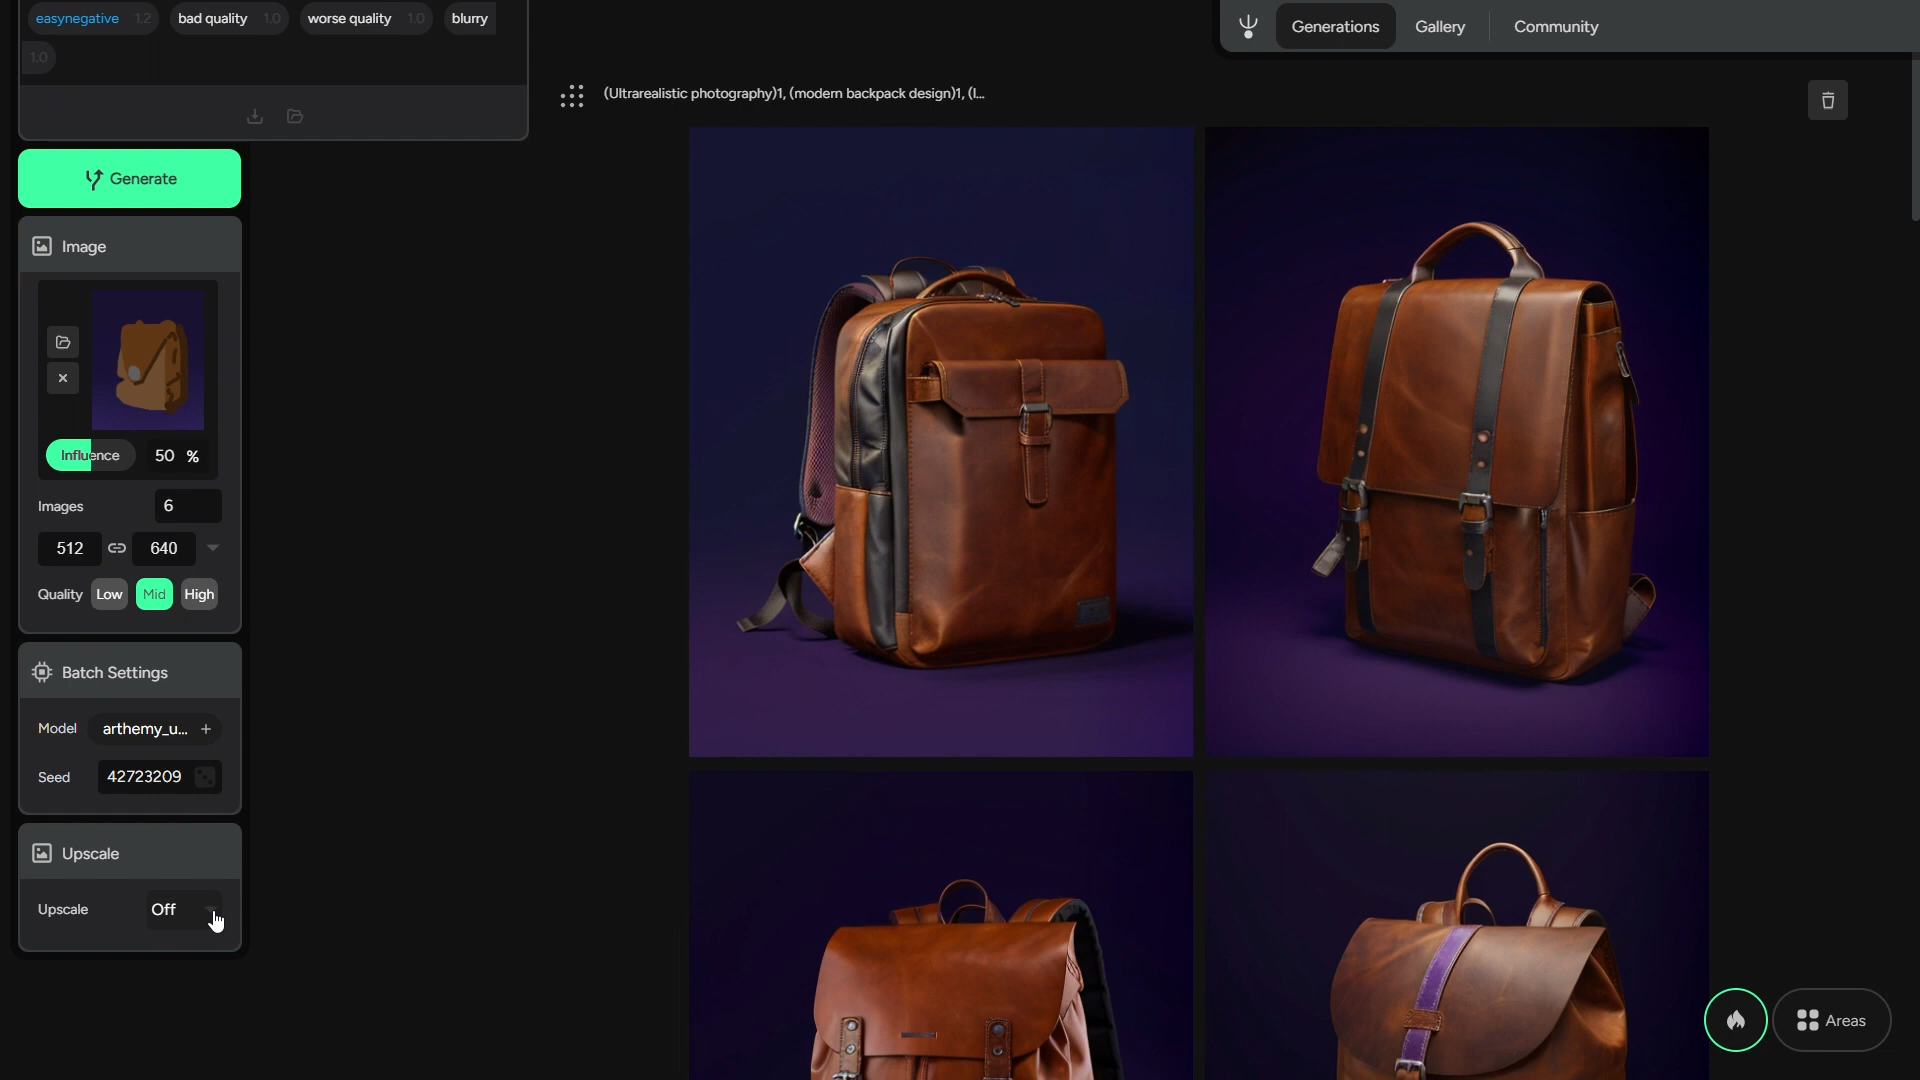 easynegative 1.2 bad quality 1.0 worse quality 1.0 blurry
1.0
Generations Gallery Community
(Ultrarealistic photography)1, (modern backpack design)1, (l...
Generate
Image
Influence 50 %
Images 6
512 640
Quality Low Mid High
Batch Settings
Model arthemy_u... +
Seed 42723209
Upscale
Upscale Off
Areas